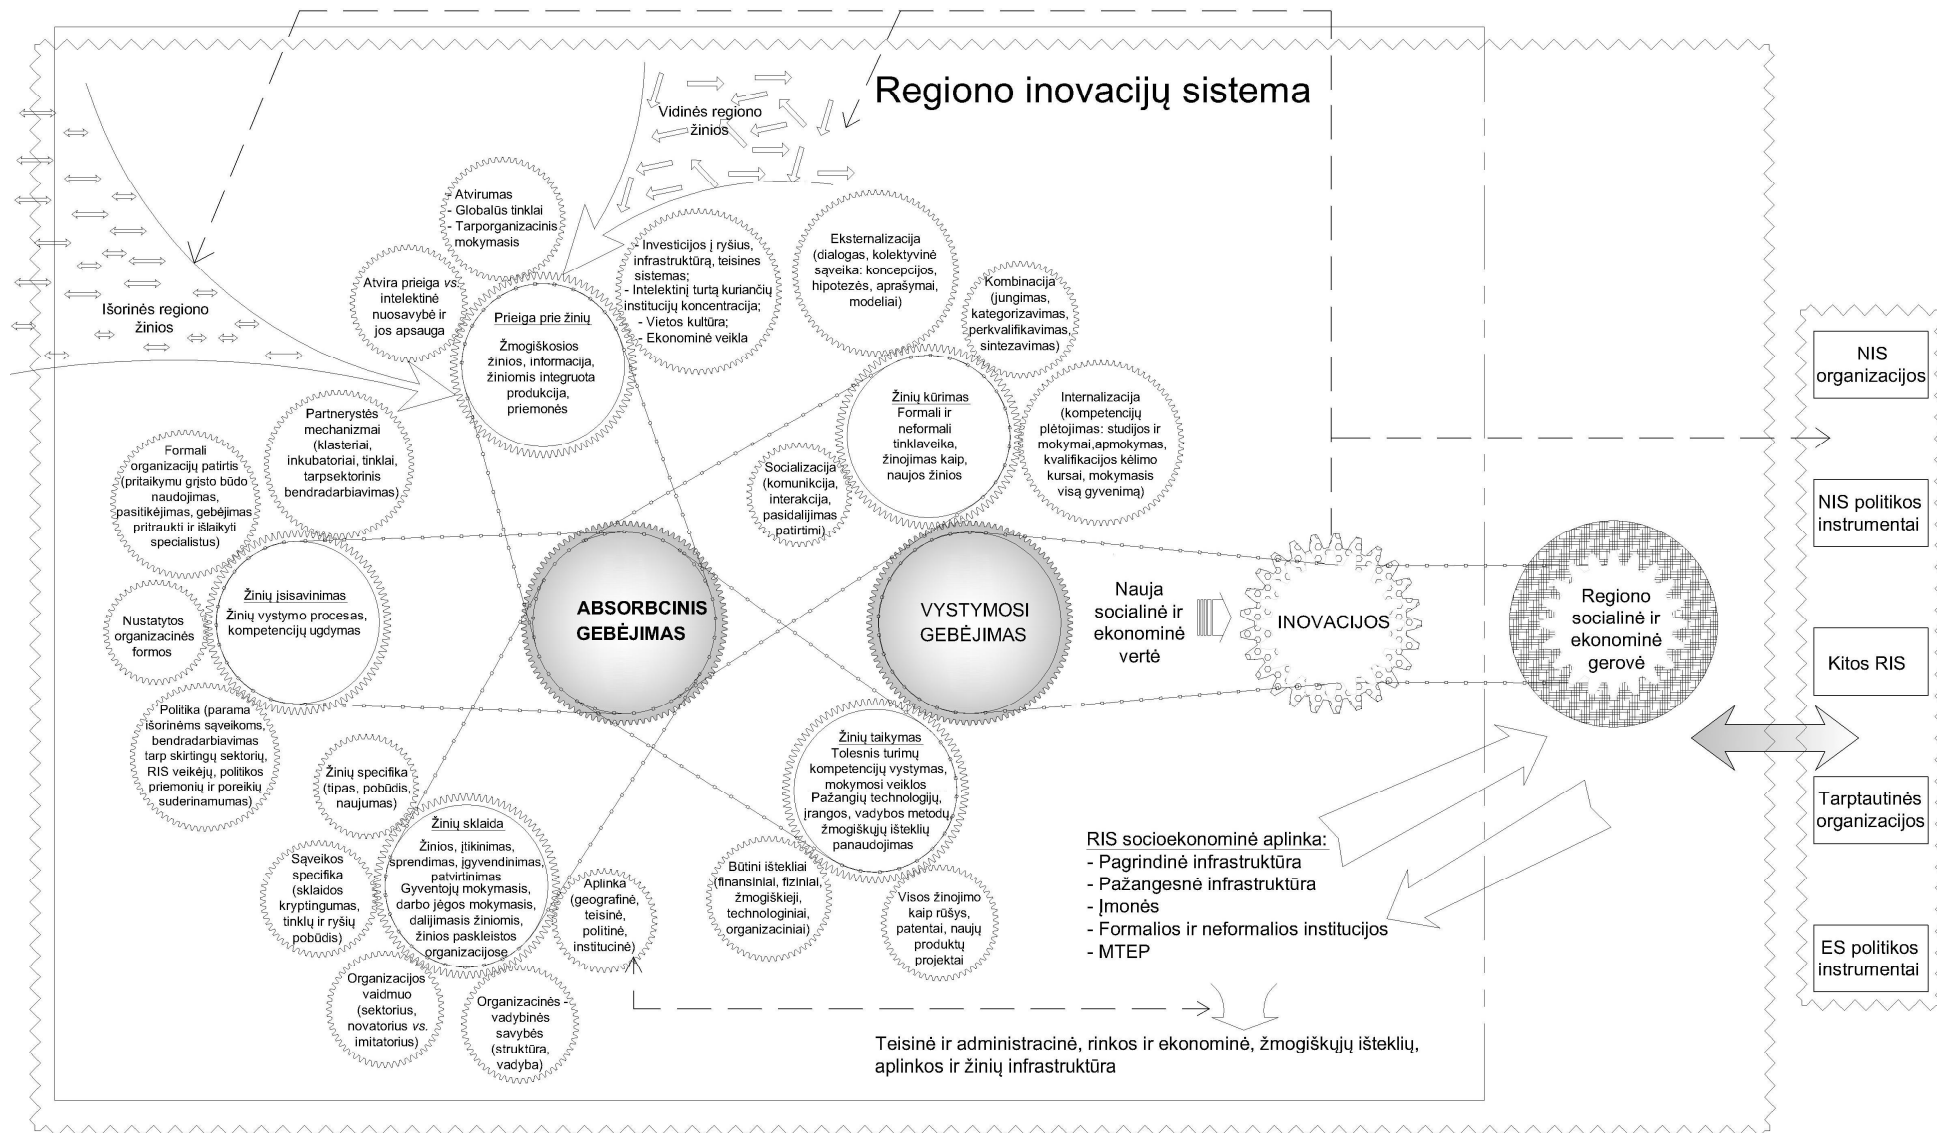 Regiono inovacijų sistema
Vidinės regiono
žinios
Išorinės regiono
žinios
- Atvirumas
- Globalūs tinklai
- Tarporganizacinis
mokymasis
Atvira prieiga vs.
intelektinė
nuosavybė ir
jos apsauga
- Investicijos į ryšius,
infrastruktūrą, teisines
sistemas;
- Intelektinį turtą kuriančių
institucijų koncentracija;
- Vietos kultūra;
- Ekonominė veikla
Prieiga prie žinių
Žmogiškosios
žinios, informacija,
žiniomis integruota
produkcija,
priemonės
Eksternalizacija
(dialogas, kolektyvinė
sąveika: koncepcijos,
hipotezės, aprašymai,
modeliai)
Kombinacija
(jungimas,
kategorizavimas,
perkvalifikavimas,
sintezavimas)
Žinių kūrimas
Formali ir
neformali
tinklaveika,
žinojimas kaip,
naujos žinios
Internalizacija
(kompetencijų
plėtojimas: studijos ir
mokymai,apmokymas,
kvalifikacijos kėlimo
kursai, mokymasis
visą gyvenimą)
Socializacija
(komunikcija,
interakcija,
pasidalijimas
patirtimi)
Partnerystės
mechanizmai
(klasteriai,
inkubatoriai, tinklai,
tarpsektorinis
bendradarbiavimas)
Formali
organizacijų patirtis
(pritaikymu grįsto būdo
naudojimas,
pasitikėjimas, gebėjimas
pritraukti ir išlaikyti
specialistus)
Žinių įsisavinimas
Žinių vystymo procesas,
kompetencijų ugdymas
Nustatytos
organizacinės
formos
Politika (parama
išorinėms sąveikoms,
bendradarbiavimas
tarp skirtingų sektorių,
RIS veikėjų, politikos
priemonių ir poreikių
suderinamumas)
ABSORBCINIS
GEBĖJIMAS
VYSTYMOSI
GEBĖJIMAS
Nauja
socialinė ir
ekonominė
vertė
INOVACIJOS
Regiono
socialinė ir
ekonominė
gerovė
Žinių specifika
(tipas, pobūdis,
naujumas)
Žinių sklaida
Žinios, įtikinimas,
sprendimas, įgyvendinimas,
patvirtinimas
Gyventojų mokymasis,
darbo jėgos mokymasis,
dalijimasis žiniomis,
žinios paskleistos
organizacijose
Sąveikos
specifika
(sklaidos
kryptingumas,
tinklų ir ryšių
pobūdis)
Organizacijos
vaidmuo
(sektorius,
novatorius vs.
imitatorius)
Organizacinės -
vadybinės
savybės
(struktūra,
vadyba)
Aplinka
(geografinė,
teisinė,
politinė,
institucinė)
Žinių taikymas
Tolesnis turimų
kompetencijų vystymas,
mokymosi veiklos
Pažangių technologijų,
įrangos, vadybos metodų,
žmogiškųjų išteklių
panaudojimas
Būtini ištekliai
(finansiniai, fiziniai,
žmogiškieji,
technologiniai,
organizaciniai)
Visos žinojimo
kaip rūšys,
patentai, naujų
produktų
projektai
RIS socioekonominė aplinka:
- Pagrindinė infrastruktūra
- Pažangesnė infrastruktūra
- Įmonės
- Formalios ir neformalios institucijos
- MTEP
Teisinė ir administracinė, rinkos ir ekonominė, žmogiškųjų išteklių,
aplinkos ir žinių infrastruktūra
NIS
organizacijos
NIS politikos
instrumentai
Kitos RIS
Tarptautinės
organizacijos
ES politikos
instrumentai